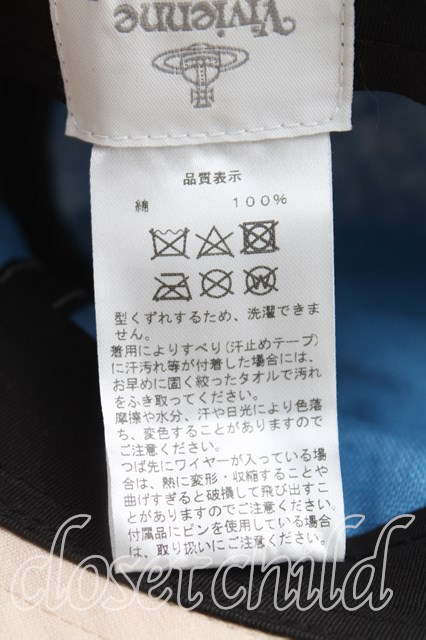 Vivienne
品質表示
綿 100%
型くずれするため、洗濯できま
せん。
着用によりすべり(汗止めテープ)
に汗汚れ等が付着した場合には、
お早めに固く絞ったタオルで汚れ
をふき取ってください。
摩擦や水分、汗や日光により色落
ち、変色することがありますので
ご注意ください。
つば先にワイヤーが入っている場
合は、熱に変形・収縮することや
曲げすぎると破損して飛び出すこ
とがありますのでご注意ください。
付属品にピンを使用している場合
は、取り扱いにご注意ください。
closet child